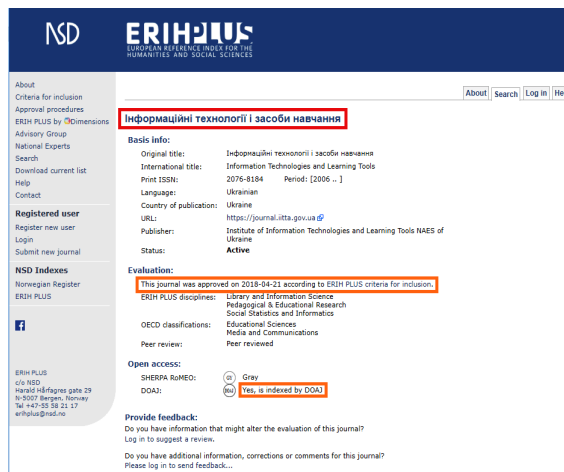 NSD
ERIH PLUS
EUROPEAN REFERENCE INDEX FOR THE
HUMANITIES AND SOCIAL SCIENCES
About
Criteria for inclusion
Approval procedures
ERIH PLUS by Dimensions
Advisory Group
National Experts
Search
Download current list
Help
Contact
Registered user
Register new user
Login
Submit new journal
NSD Indexes
Norwegian Register
ERIH PLUS
ERIH PLUS
c/o NSD
Harald Hårfagres gate 29
N-5007 Bergen, Norway
Tel +47-55 58 21 17
erihplus@nsd.no
About Search Log in He
Інформаційні технології і засоби навчання
Basis info:
Original title: Інформаційні технології і засоби навчання
International title: Information Technologies and Learning Tools
Print ISSN: 2076-8184 Period: [2006 .. ]
Language: Ukrainian
Country of publication: Ukraine
URL: https://journal.iitta.gov.ua
Publisher: Institute of Information Technologies and Learning Tools NAES of
Ukraine
Status: Active
Evaluation:
This journal was approved on 2018-04-21 according to ERIH PLUS criteria for inclusion.
ERIH PLUS disciplines: Library and Information Science
Pedagogical & Educational Research
Social Statistics and Informatics
OECD classifications: Educational Sciences
Media and Communications
Peer review: Peer reviewed
Open access:
SHERPA RoMEO: Gray
DOAJ: Yes, is indexed by DOAJ
Provide feedback:
Do you have information that might alter the evaluation of this journal?
Log in to suggest a review.
Do you have additional information, corrections or comments for this journal?
Please log in to send feedback...